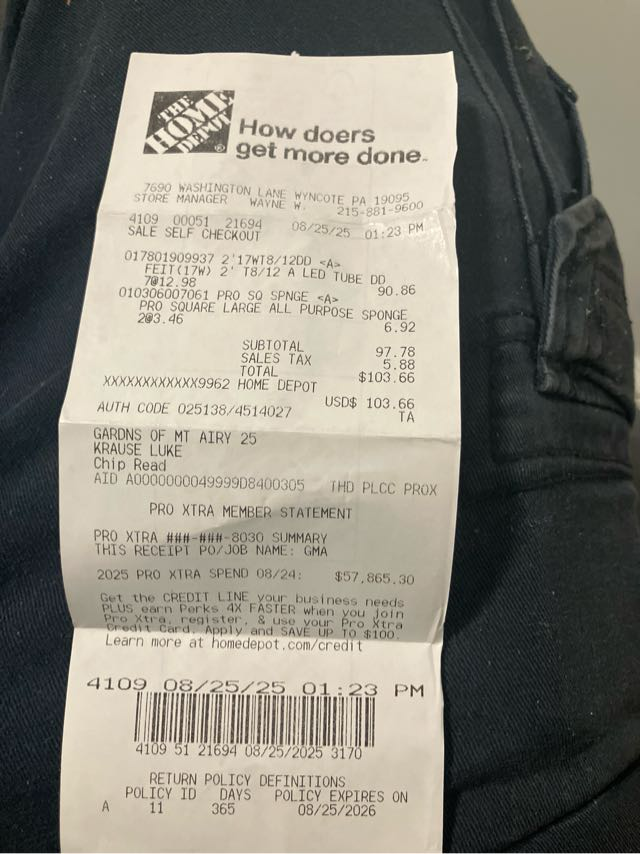 THE
HOME
DEPOT
How doers
get more done.
7690 WASHINGTON LANE WYNCOTE PA 19095
STORE MANAGER WAYNE W. 215-881-9600
4109 00051 21694 08/25/25 01:23 PM
SALE SELF CHECKOUT
017801909937 2'17WT8/12DD <A>
FEIT(17W) 2' T8/12 A LED TUBE DD
7@12.98 90.86
010306007061 PRO SQ SPNGE <A>
PRO SQUARE LARGE ALL PURPOSE SPONGE
2@3.46 6.92
SUBTOTAL 97.78
SALES TAX 5.88
TOTAL $103.66
XXXXXXXXXXXX9962 HOME DEPOT
USD$ 103.66
AUTH CODE 025138/4514027 TA
GARDNS OF MT AIRY 25
KRAUSE LUKE
Chip Read
AID A0000000049999D8400305 THD PLCC PROX
PRO XTRA MEMBER STATEMENT
PRO XTRA ###-###-8030 SUMMARY
THIS RECEIPT PO/JOB NAME: GMA
2025 PRO XTRA SPEND 08/24: $57,865.30
Get the CREDIT LINE your business needs
PLUS earn Perks 4X FASTER when you join
Pro Xtra, register, & use your Pro Xtra
Credit Card. Apply and SAVE UP TO $100.
Learn more at homedepot.com/credit
4109 08/25/25 01:23 PM
4109 51 21694 08/25/2025 3170
RETURN POLICY DEFINITIONS
POLICY ID DAYS POLICY EXPIRES ON
A 11 365 08/25/2026